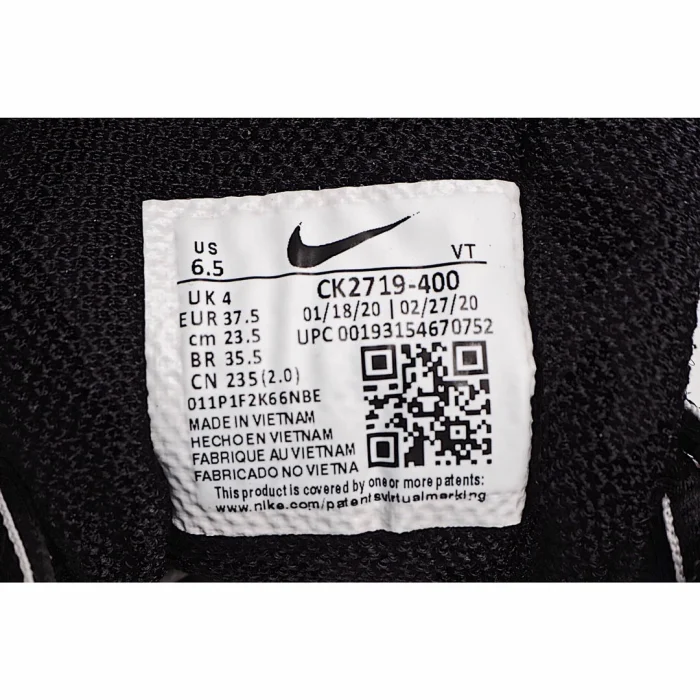 US
6.5
VT
UK 4
EUR 37.5
cm 23.5
BR 35.5
CN 235 (2.0)
011P1F2K66NBE
CK2719-400
01/18/20 | 02/27/20
UPC 00193154670752
MADE IN VIETNAM
HECHO EN VIETNAM
FABRIQUE AU VIETNAM
FABRICADO NO VIETNA
This product is covered by one or more patents:
www.nike.com/patentsvirtualmarking